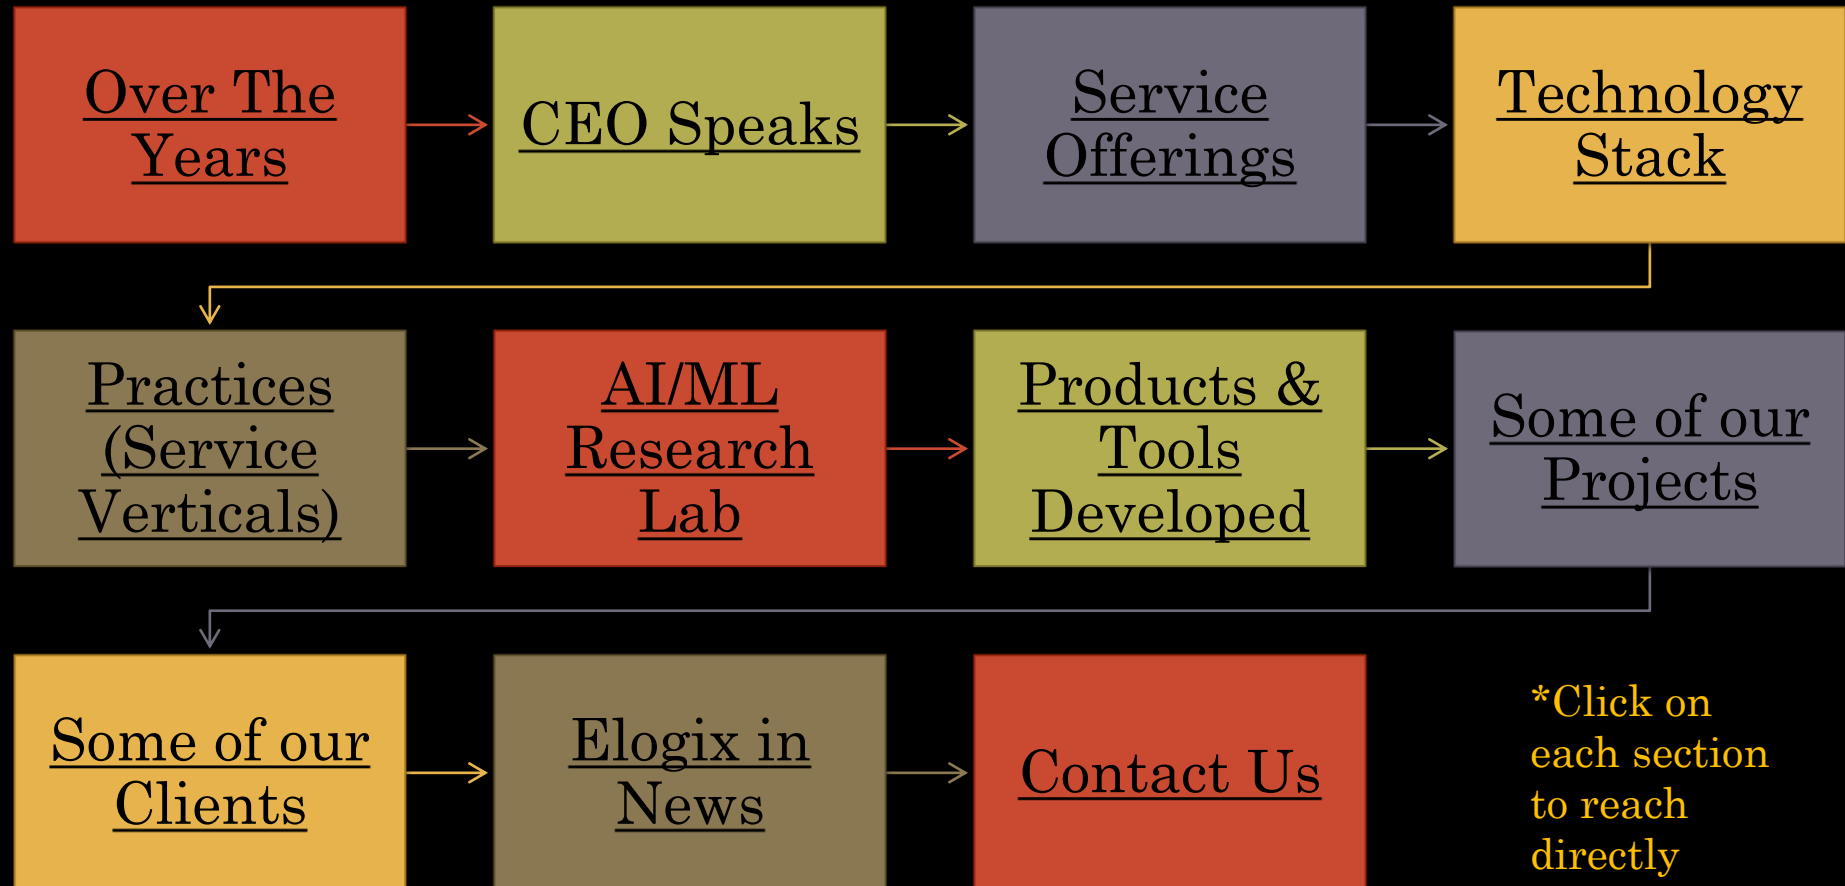 Over The
Years
CEO Speaks
Service
Offerings
Technology
Stack
Practices
(Service
Verticals)
AI/ML
Research
Lab
Products &
Tools
Developed
Some of our
Projects
Some of our
Clients
Elogix in
News
Contact Us
*Click on
each section
to reach
directly